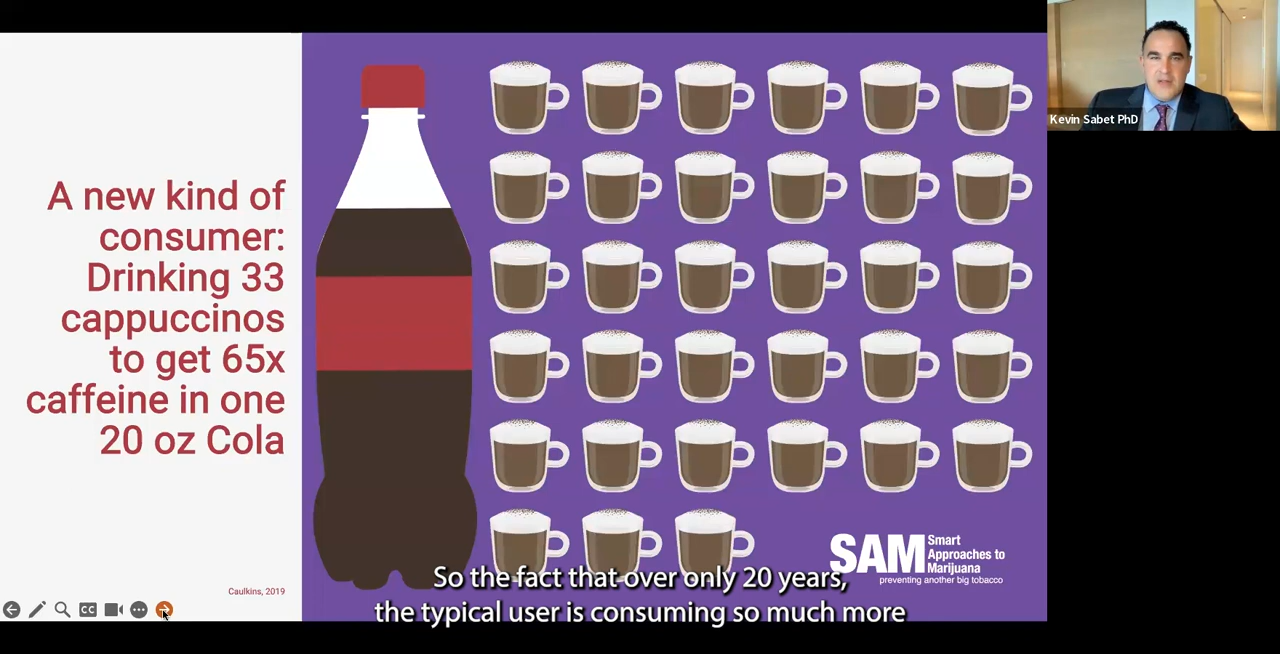 A new kind of
consumer:
Drinking 33
cappuccinos
to get 65x
caffeine in one
20 oz Cola
Caulkins, 2019
SAM
Smart
Approaches to
Marijuana
preventing another big tobacco
So the fact that over only 20 years,
the typical user is consuming so much more
Kevin Sabet PhD
CC